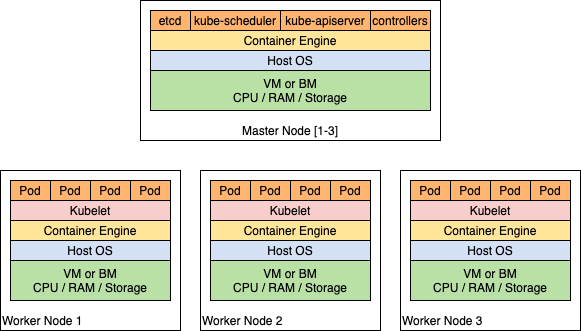 etcd kube-scheduler kube-apiserver controllers
Container Engine
Host OS
VM or BM
CPU / RAM / Storage
Master Node [1-3]
Pod Pod Pod Pod
Kubelet
Container Engine
Host OS
VM or BM
CPU / RAM / Storage
Worker Node 1
Pod Pod Pod Pod
Kubelet
Container Engine
Host OS
VM or BM
CPU / RAM / Storage
Worker Node 2
Pod Pod Pod Pod
Kubelet
Container Engine
Host OS
VM or BM
CPU / RAM / Storage
Worker Node 3